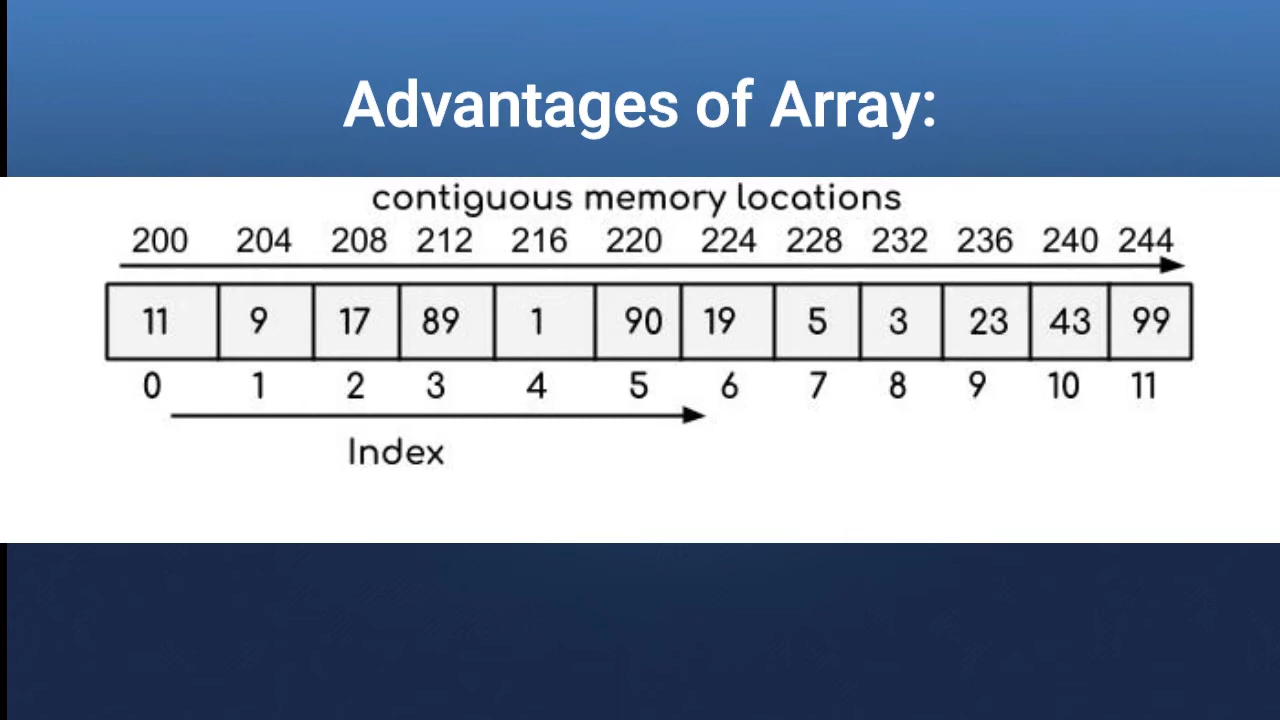 Advantages of Array:
contiguous memory locations
200 204 208 212 216 220 224 228 232 236 240 244
11 9 17 89 1 90 19 5 3 23 43 99
0 1 2 3 4 5 6 7 8 9 10 11
Index